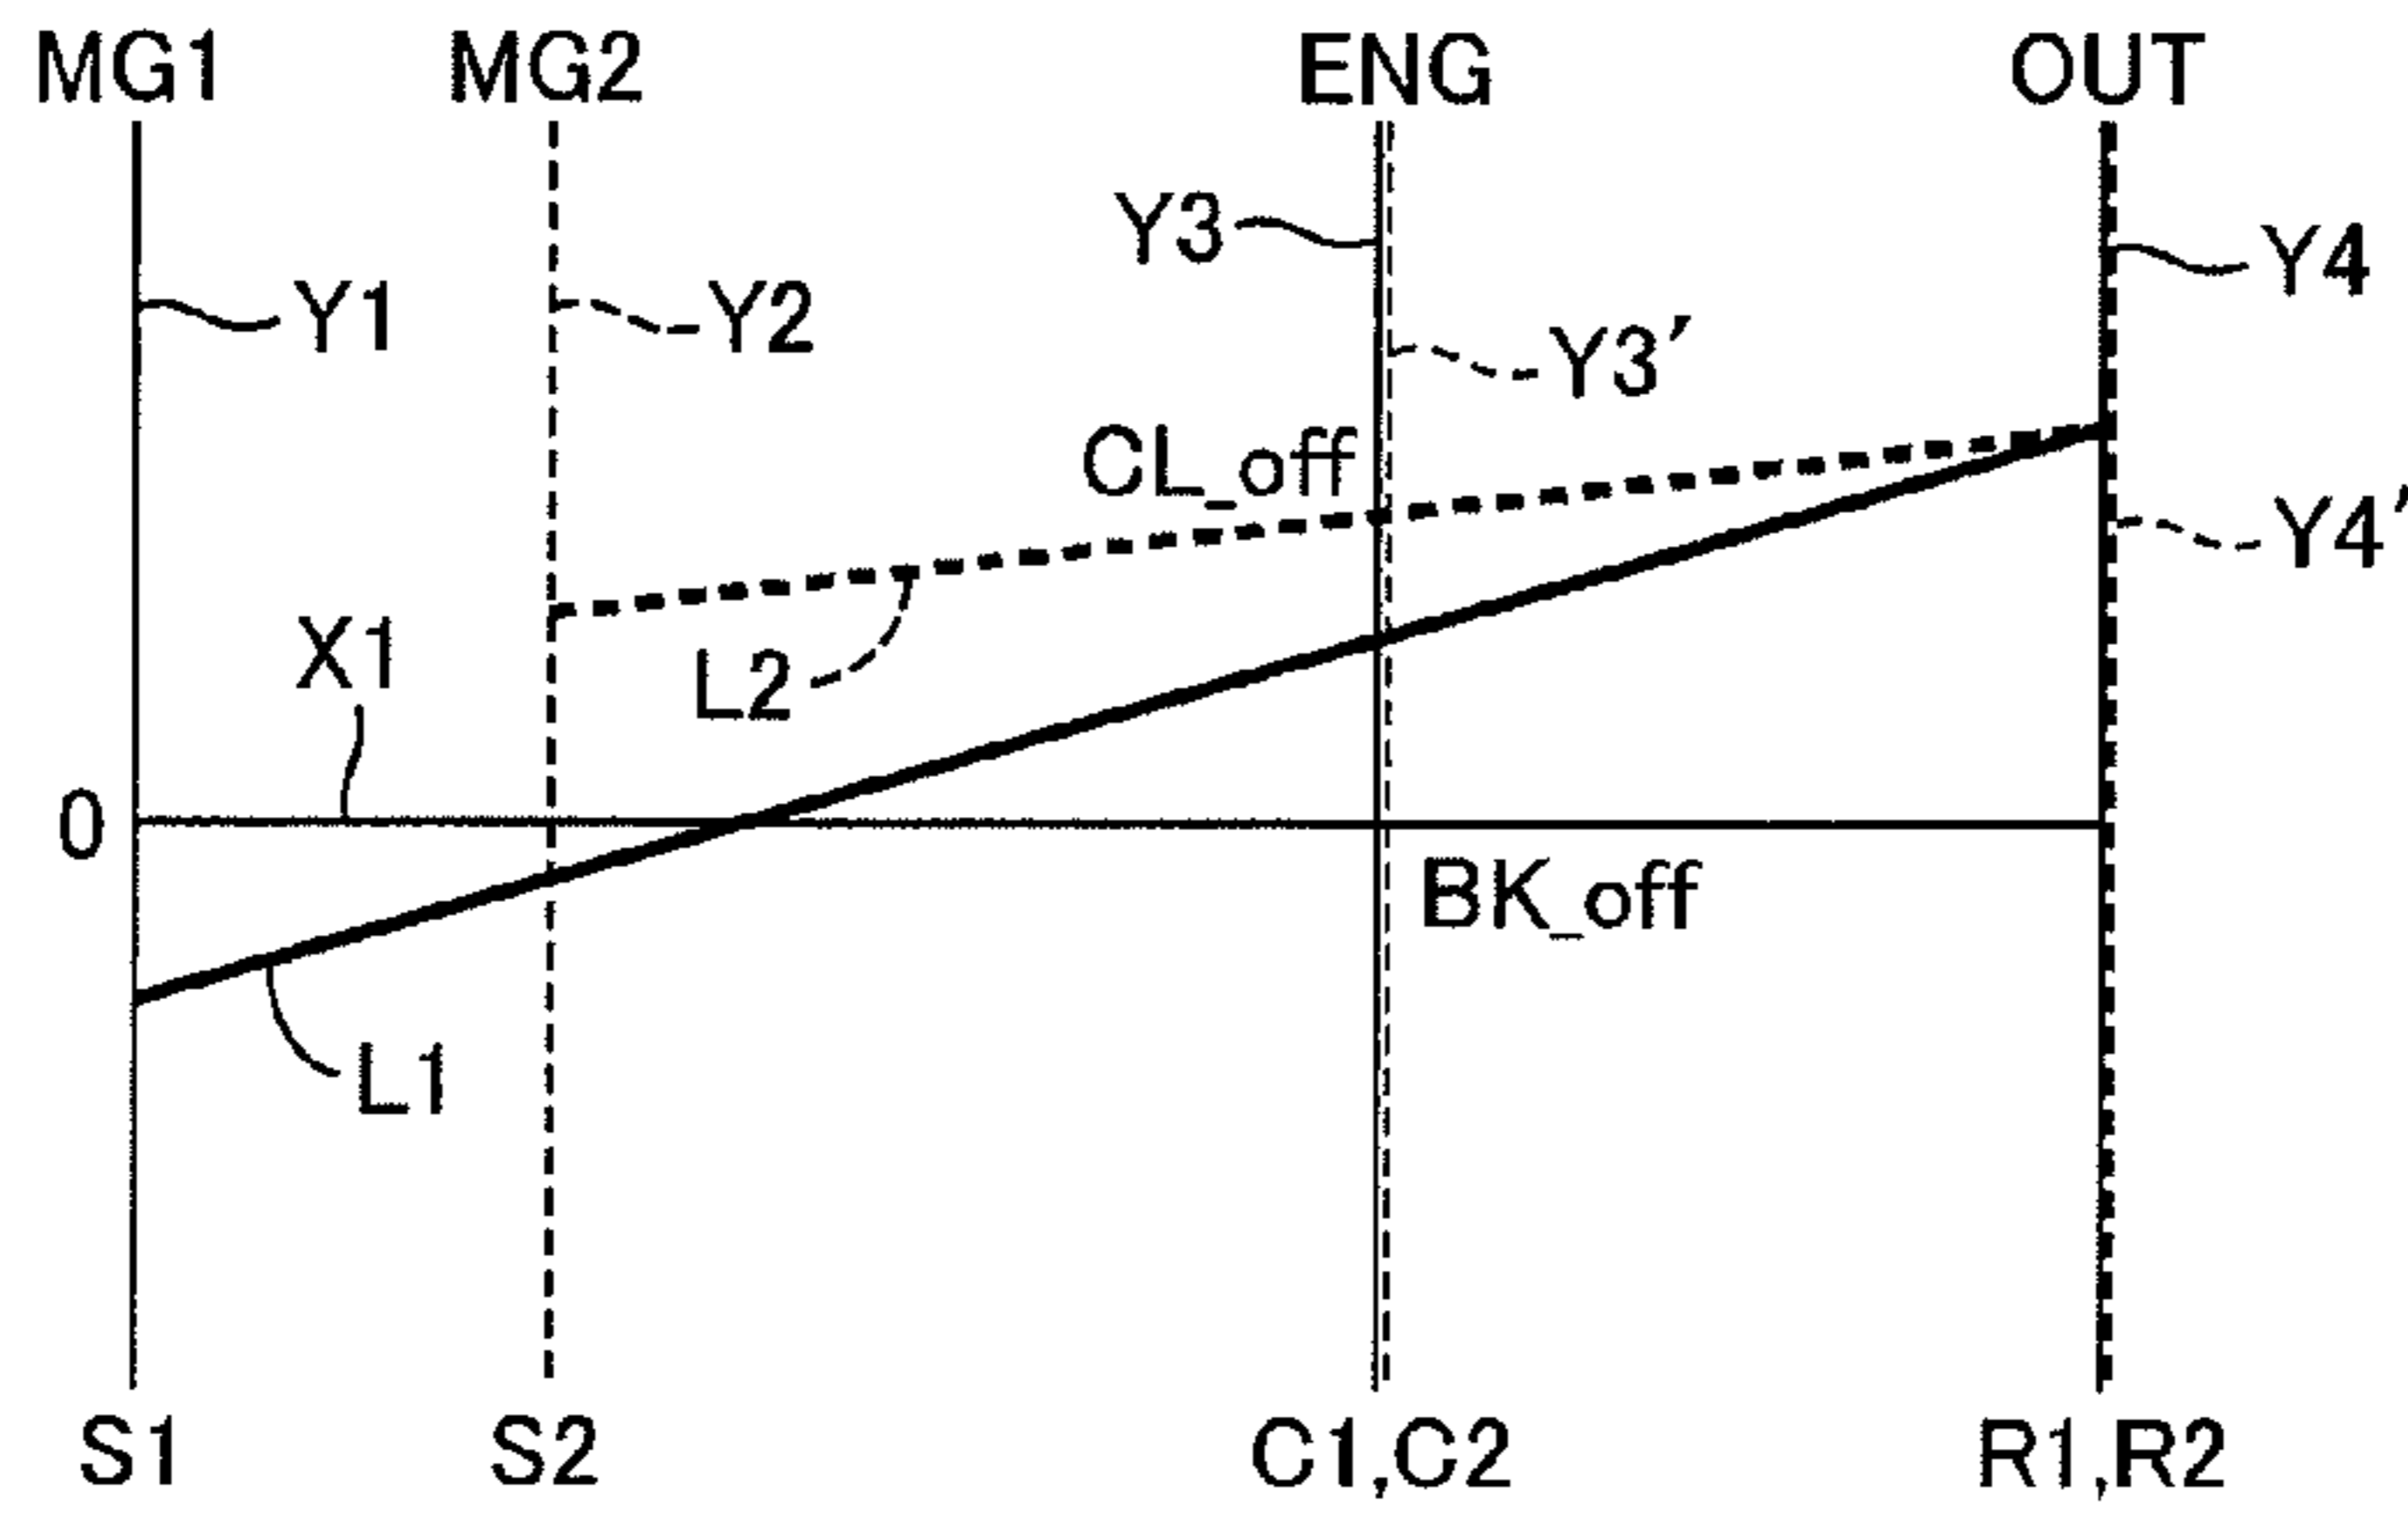 MG1 MG2 ENG OUT
Y3 Y4
Y1 Y2 Y3′
CL_off
Y4′
X1 L2
0
BK_off
L1
S1 S2 C1,C2 R1,R2